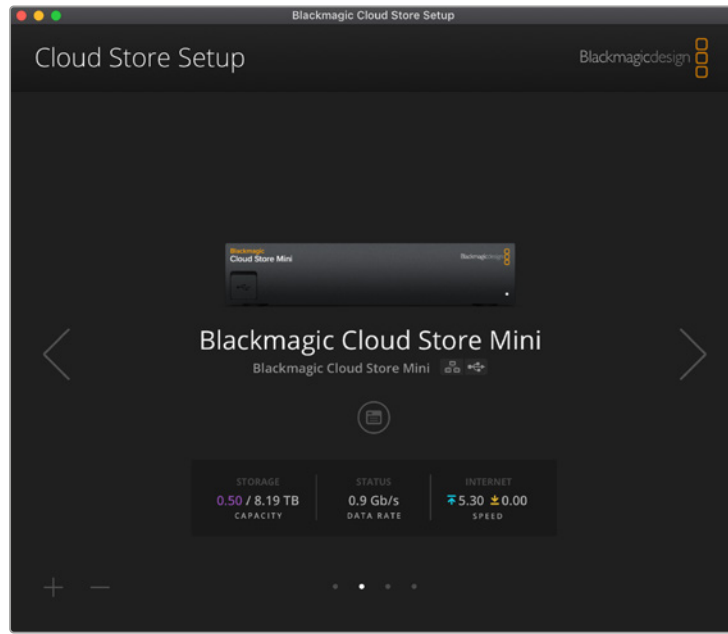 Blackmagic Cloud Store Setup
Cloud Store Setup
Blackmagicdesign
Blackmagic
Cloud Store Mini
Blackmagicdesign
Blackmagic Cloud Store Mini
Blackmagic Cloud Store Mini
STORAGE
0.50 / 8.19 TB
CAPACITY
STATUS
0.9 Gb/s
DATA RATE
INTERNET
5.30 0.00
SPEED